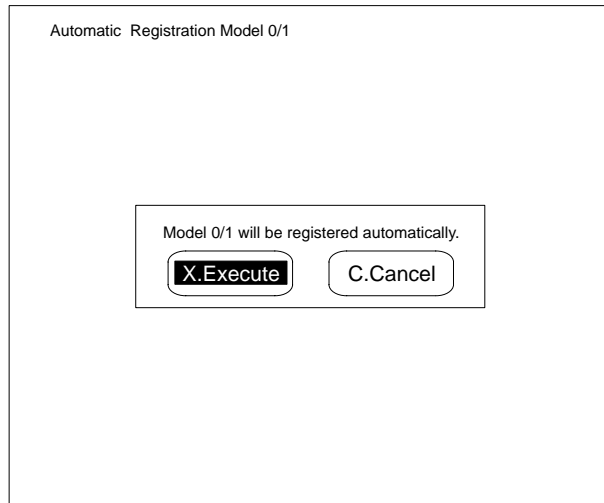 Automatic Registration Model 0/1
Model 0/1 will be registered automatically.
X.Execute C.Cancel